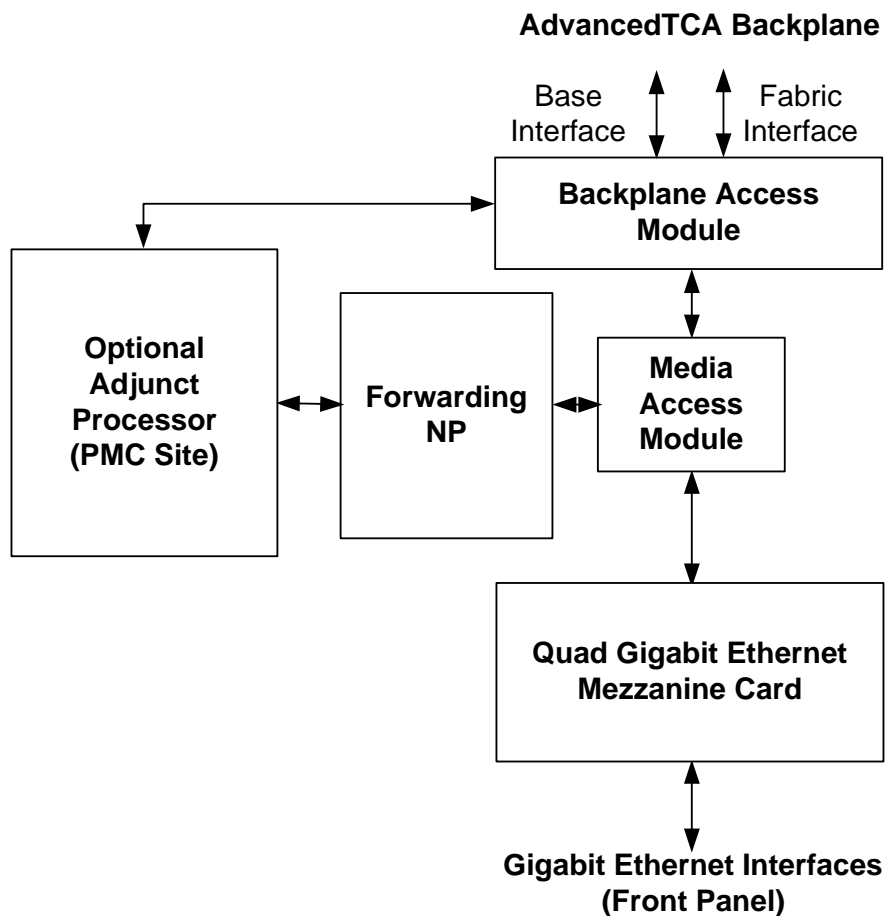 AdvancedTCA Backplane
Base
Interface
Fabric
Interface
Backplane Access
Module
Optional
Adjunct
Processor
(PMC Site)
Forwarding
NP
Media
Access
Module
Quad Gigabit Ethernet
Mezzanine Card
Gigabit Ethernet Interfaces
(Front Panel)